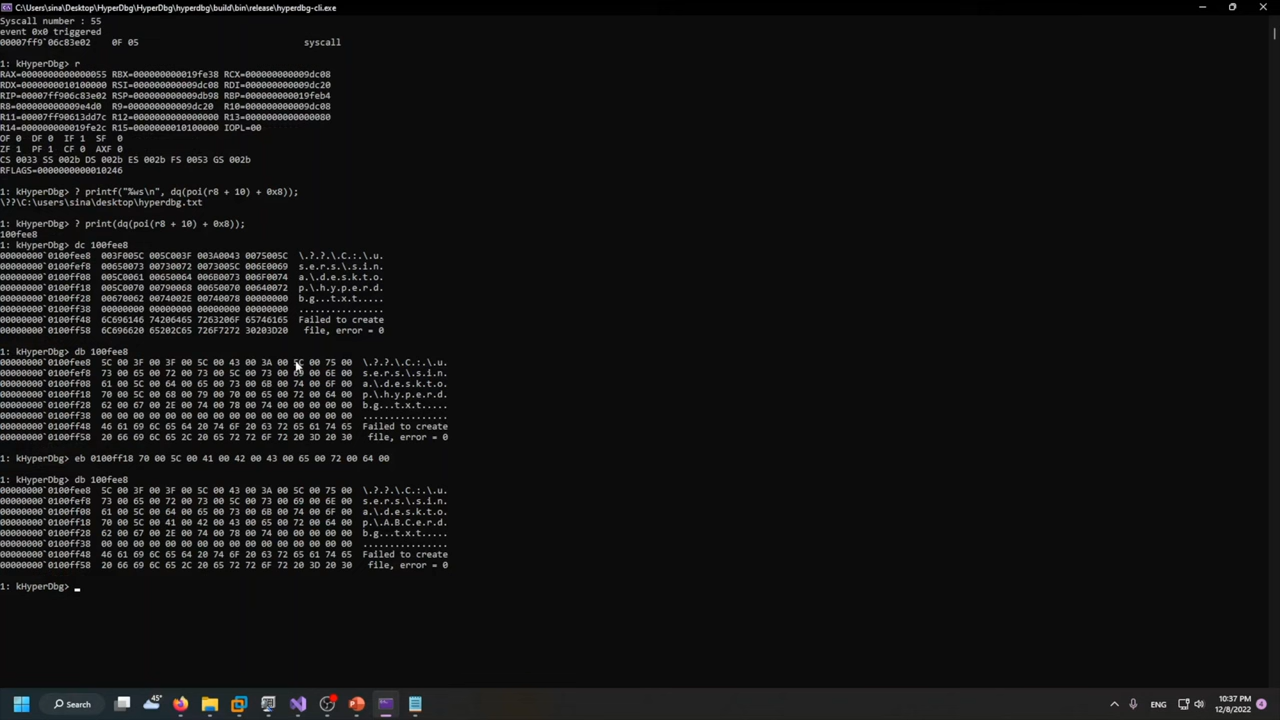 C:\Users\sina\Desktop\HyperDbg\HyperDbg\hyperdbg\build\bin\release\hyperdbg-cli.exe
Syscall number : 55
event 0x0 triggered
00007ff9`06c83e02 0F 05 syscall
1: kHyperDbg> r
RAX=0000000000000055 RBX=000000000019fe38 RCX=000000000009dc08
RDX=0000000010100000 RSI=000000000009dc08 RDI=000000000009dc20
RIP=00007ff906c83e02 RSP=000000000009db98 RBP=000000000019feb4
R8=000000000009e4d0 R9=000000000009dc20 R10=000000000009dc08
R11=00007ff90613dd7c R12=0000000000000000 R13=0000000000000080
R14=000000000019fe2c R15=0000000010100000 IOPL=00
OF 0 DF 0 IF 1 SF 0
ZF 1 PF 1 CF 0 AXF 0
CS 0033 SS 002b DS 002b ES 002b FS 0053 GS 002b
RFLAGS=0000000000010246
1: kHyperDbg> ? printf("%ws\n", dq(poi(r8 + 10) + 0x8));
\??\C:\users\sina\desktop\hyperdbg.txt
1: kHyperDbg> ? print(dq(poi(r8 + 10) + 0x8));
100fee8
1: kHyperDbg> dc 100fee8
00000000`0100fee8 003F005C 005C003F 003A0043 0075005C \.?.?.\.C.:.\.u.
00000000`0100fef8 00650073 00730072 0073005C 006E0069 s.e.r.s.\.s.i.n.
00000000`0100ff08 005C0061 00650064 006B0073 006F0074 a.\.d.e.s.k.t.o.
00000000`0100ff18 005C0070 00790068 00650070 00640072 p.\.h.y.p.e.r.d.
00000000`0100ff28 00670062 0074002E 00740078 00000000 b.g...t.x.t.....
00000000`0100ff38 00000000 00000000 00000000 00000000 ................
00000000`0100ff48 6C696146 74206465 7263206F 65746165 Failed to create
00000000`0100ff58 6C696620 65202C65 726F7272 30203D20 file, error = 0
1: kHyperDbg> db 100fee8
00000000`0100fee8 5C 00 3F 00 3F 00 5C 00 43 00 3A 00 5C 00 75 00 \.?.?.\.C.:.\.u.
00000000`0100fef8 73 00 65 00 72 00 73 00 5C 00 73 00 69 00 6E 00 s.e.r.s.\.s.i.n.
00000000`0100ff08 61 00 5C 00 64 00 65 00 73 00 6B 00 74 00 6F 00 a.\.d.e.s.k.t.o.
00000000`0100ff18 70 00 5C 00 68 00 79 00 70 00 65 00 72 00 64 00 p.\.h.y.p.e.r.d.
00000000`0100ff28 62 00 67 00 2E 00 74 00 78 00 74 00 00 00 00 00 b.g...t.x.t.....
00000000`0100ff38 00 00 00 00 00 00 00 00 00 00 00 00 00 00 00 00 ................
00000000`0100ff48 46 61 69 6C 65 64 20 74 6F 20 63 72 65 61 74 65 Failed to create
00000000`0100ff58 20 66 69 6C 65 2C 20 65 72 72 6F 72 20 3D 20 30 file, error = 0
1: kHyperDbg> eb 0100ff18 70 00 5C 00 41 00 42 00 43 00 65 00 72 00 64 00
1: kHyperDbg> db 100fee8
00000000`0100fee8 5C 00 3F 00 3F 00 5C 00 43 00 3A 00 5C 00 75 00 \.?.?.\.C.:.\.u.
00000000`0100fef8 73 00 65 00 72 00 73 00 5C 00 73 00 69 00 6E 00 s.e.r.s.\.s.i.n.
00000000`0100ff08 61 00 5C 00 64 00 65 00 73 00 6B 00 74 00 6F 00 a.\.d.e.s.k.t.o.
00000000`0100ff18 70 00 5C 00 41 00 42 00 43 00 65 00 72 00 64 00 p.\.A.B.C.e.r.d.
00000000`0100ff28 62 00 67 00 2E 00 74 00 78 00 74 00 00 00 00 00 b.g...t.x.t.....
00000000`0100ff38 00 00 00 00 00 00 00 00 00 00 00 00 00 00 00 00 ................
00000000`0100ff48 46 61 69 6C 65 64 20 74 6F 20 63 72 65 61 74 65 Failed to create
00000000`0100ff58 20 66 69 6C 65 2C 20 65 72 72 6F 72 20 3D 20 30 file, error = 0
1: kHyperDbg> _
Search
45°
ENG
10:37 PM
12/8/2022
4